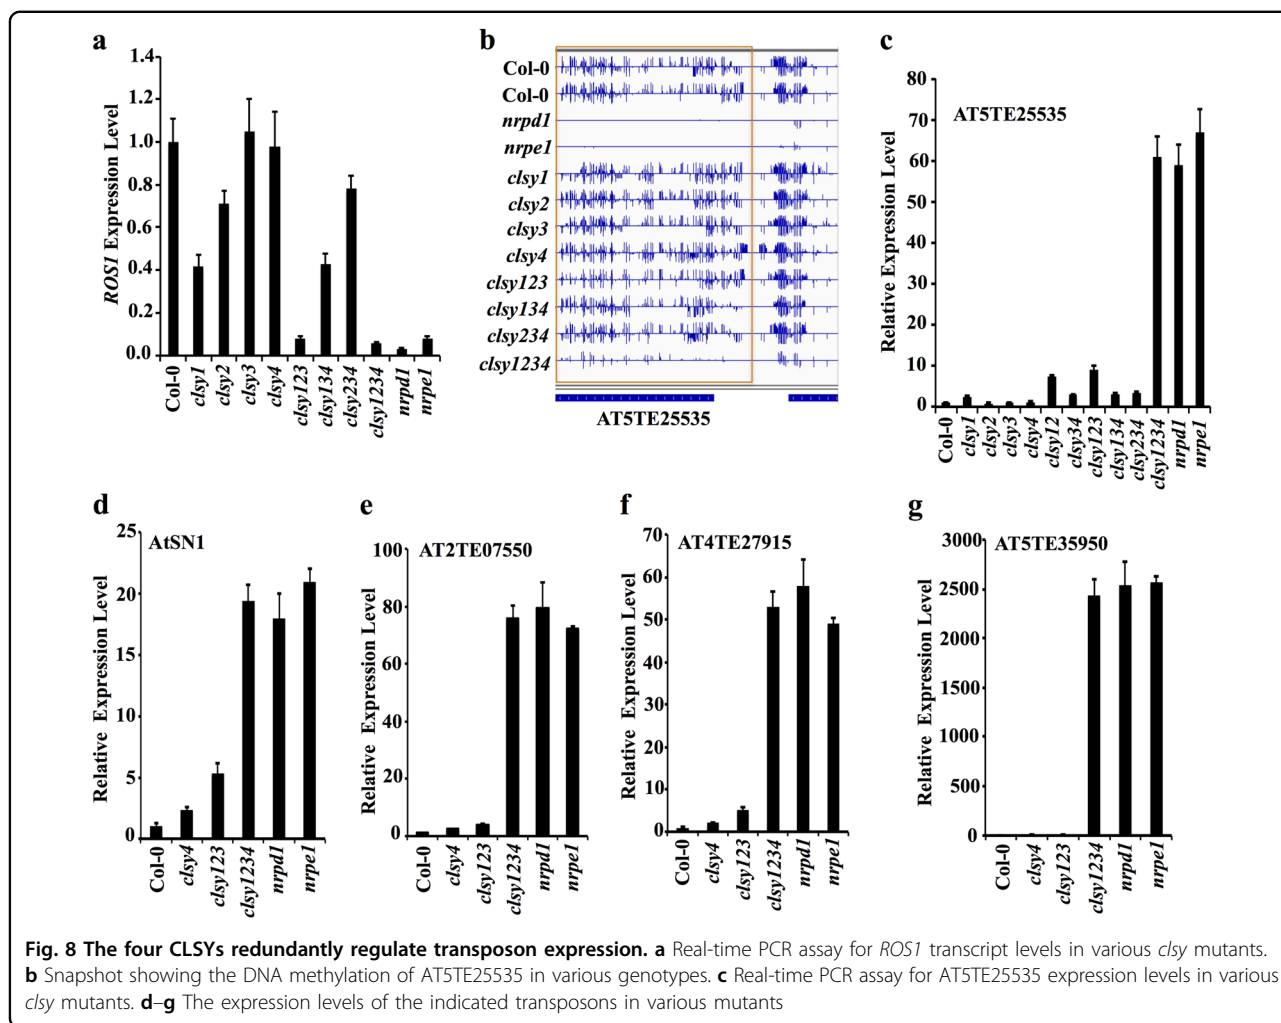 a
ROS1 Expression Level
1.4
1.2
1.0
0.8
0.6
0.4
0.2
0.0
Col-0
clsy1
clsy2
clsy3
clsy4
clsy123
clsy134
clsy234
clsy1234
nrpd1
nrpe1
b
Col-0
Col-0
nrpd1
nrpe1
clsy1
clsy2
clsy3
clsy4
clsy123
clsy134
clsy234
clsy1234
AT5TE25535
c
AT5TE25535
Relative Expression Level
80
70
60
50
40
30
20
10
0
Col-0
clsy1
clsy2
clsy3
clsy4
clsy12
clsy34
clsy123
clsy134
clsy234
clsy1234
nrpd1
nrpe1
d
AtSN1
Relative Expression Level
25
20
15
10
5
0
Col-0
clsy4
clsy123
clsy1234
nrpd1
nrpe1
e
AT2TE07550
Relative Expression Level
100
80
60
40
20
0
Col-0
clsy4
clsy123
clsy1234
nrpd1
nrpe1
f
AT4TE27915
Relative Expression Level
70
60
50
40
30
20
10
0
Col-0
clsy4
clsy123
clsy1234
nrpd1
nrpe1
g
AT5TE35950
Relative Expression Level
3000
2500
2000
1500
1000
500
0
Col-0
clsy4
clsy123
clsy1234
nrpd1
nrpe1
Fig. 8 The four CLSYs redundantly regulate transposon expression. a Real-time PCR assay for ROS1 transcript levels in various clsy mutants.
b Snapshot showing the DNA methylation of AT5TE25535 in various genotypes. c Real-time PCR assay for AT5TE25535 expression levels in various
clsy mutants. d–g The expression levels of the indicated transposons in various mutants